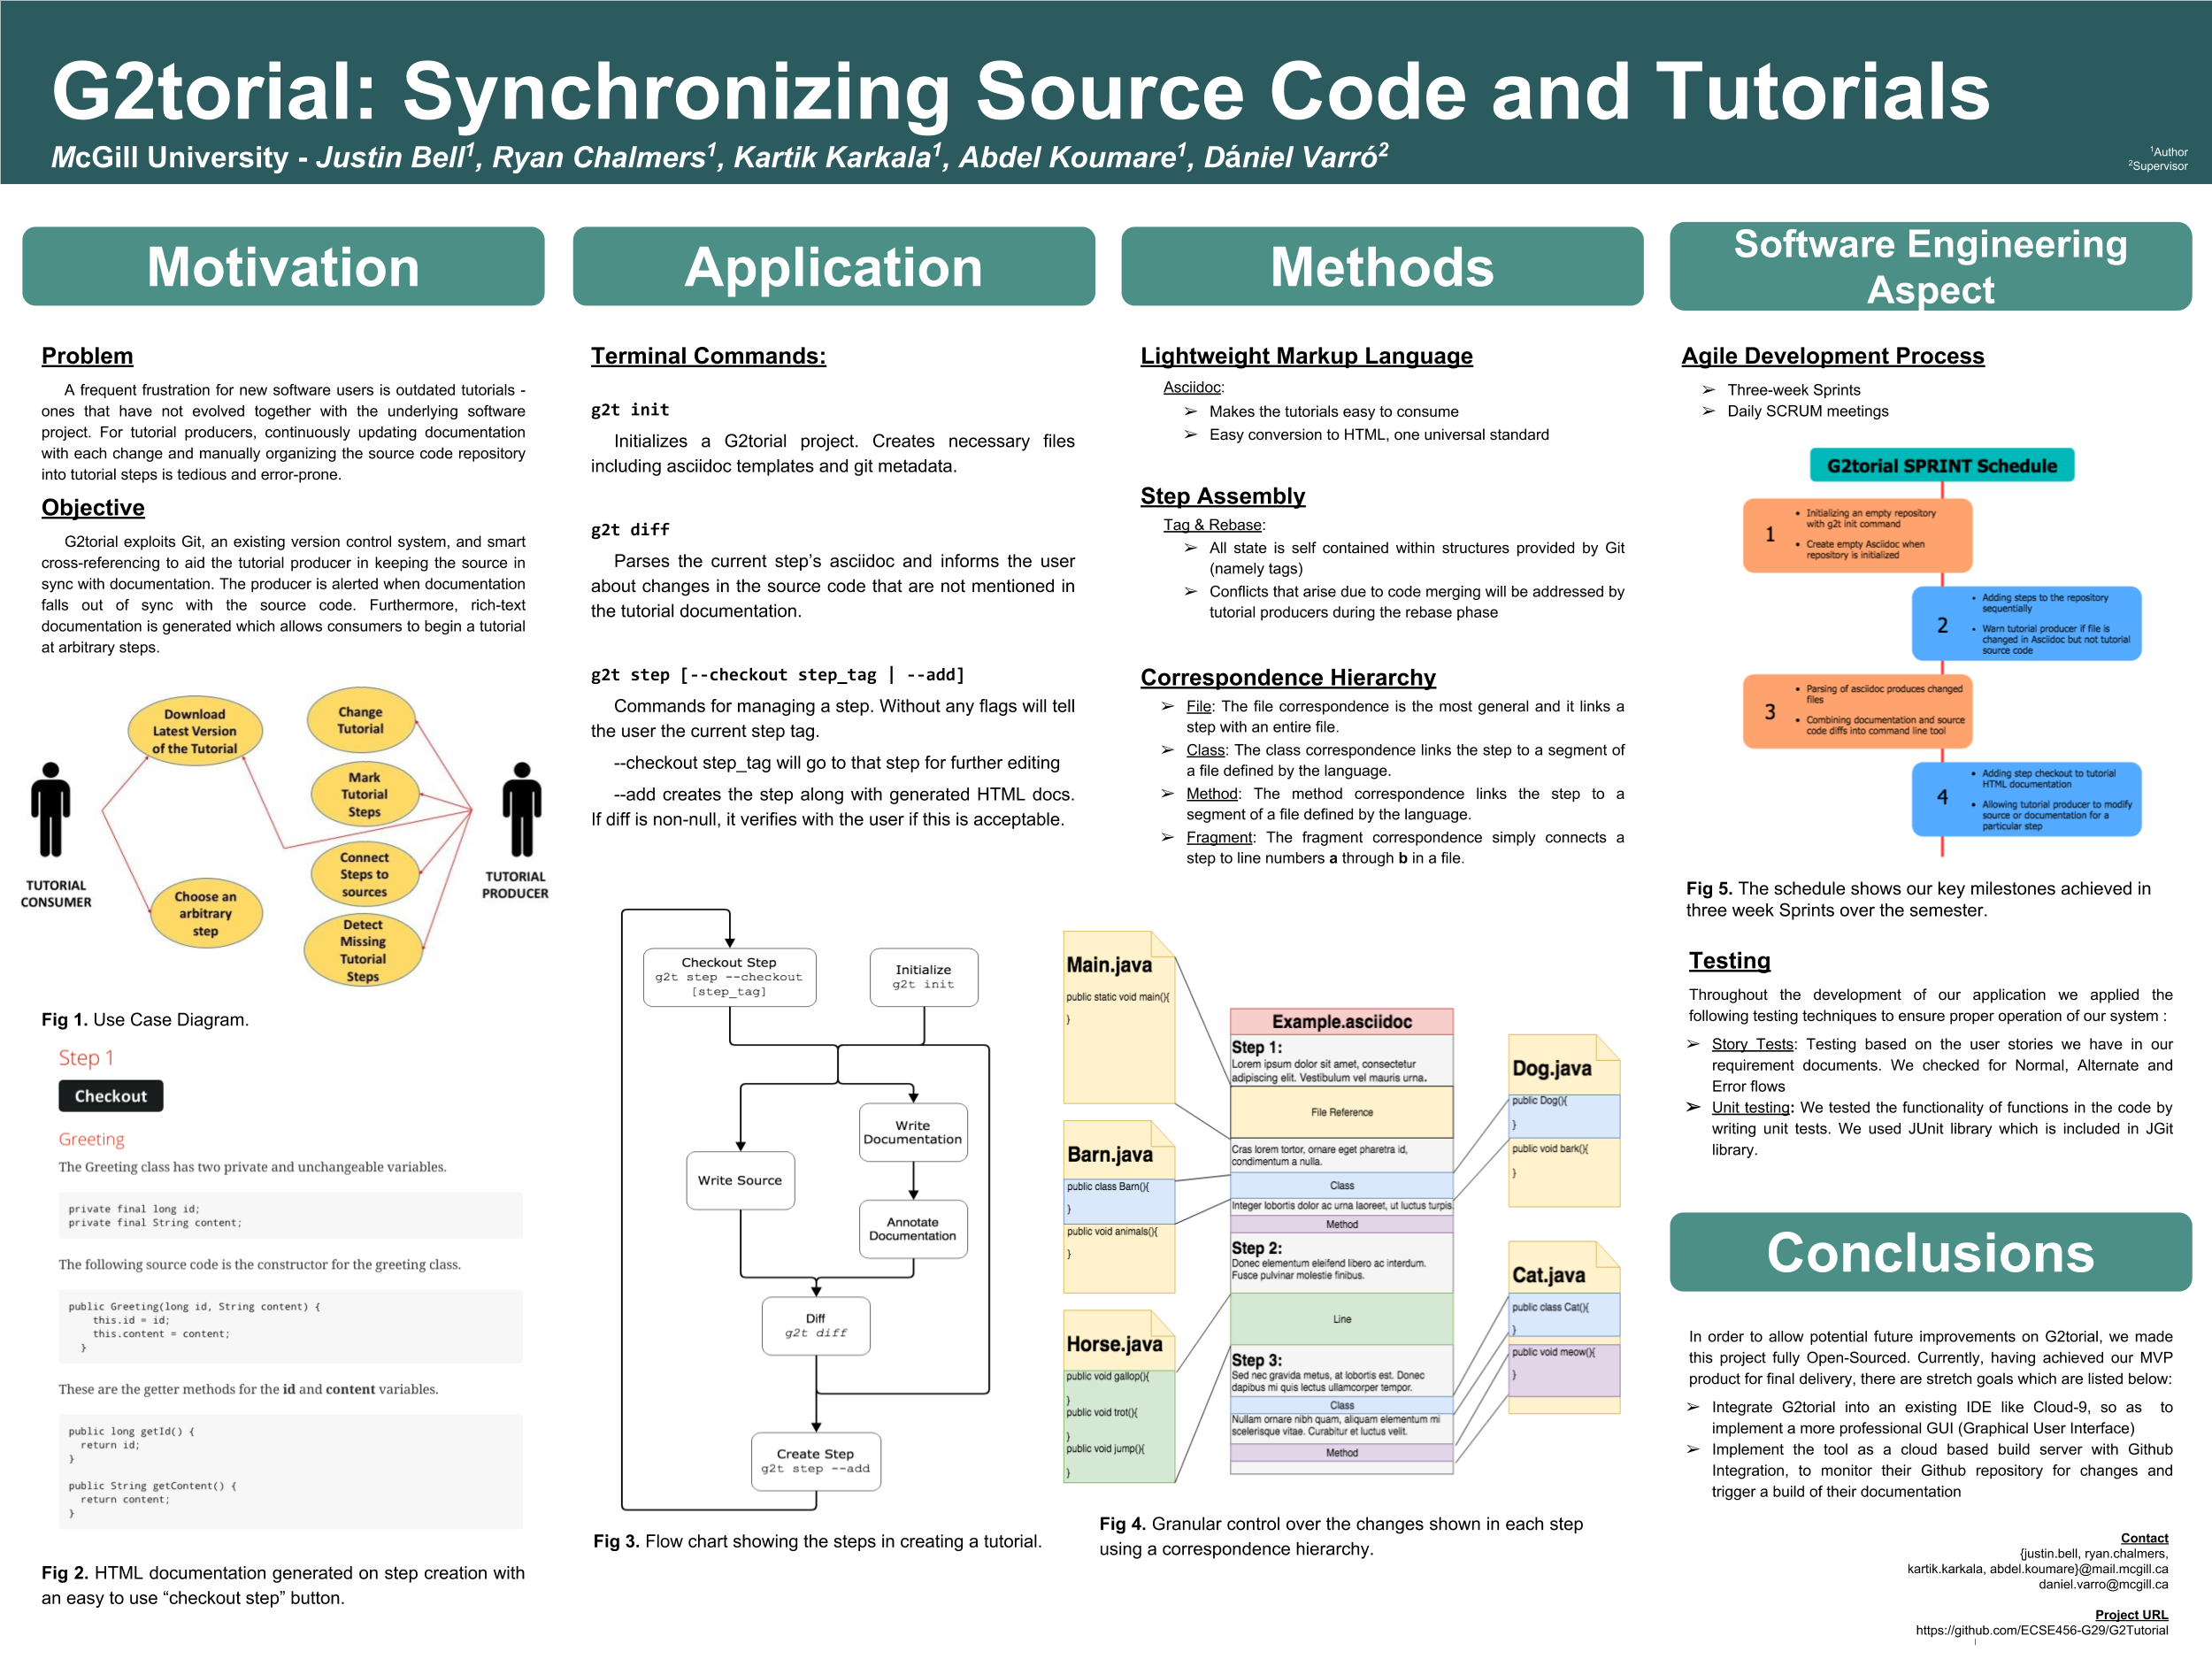 G2torial: Synchronizing Source Code and Tutorials
McGill University - Justin Bell1, Ryan Chalmers1, Kartik Karkala1, Abdel Koumare1, Dániel Varró2
1Author
2Supervisor
Motivation
Problem
A frequent frustration for new software users is outdated tutorials -
ones that have not evolved together with the underlying software
project. For tutorial producers, continuously updating documentation
with each change and manually organizing the source code repository
into tutorial steps is tedious and error-prone.
Objective
G2torial exploits Git, an existing version control system, and smart
cross-referencing to aid the tutorial producer in keeping the source in
sync with documentation. The producer is alerted when documentation
falls out of sync with the source code. Furthermore, rich-text
documentation is generated which allows consumers to begin a tutorial
at arbitrary steps.
Download
Latest Version
of the Tutorial
Change
Tutorial
Mark
Tutorial
Steps
Connect
Steps to
sources
Choose an
arbitrary
step
Detect
Missing
Tutorial
Steps
TUTORIAL
CONSUMER
TUTORIAL
PRODUCER
Fig 1. Use Case Diagram.
Step 1
Checkout
Greeting
The Greeting class has two private and unchangeable variables.
private final long id;
private final String content;
The following source code is the constructor for the greeting class.
public Greeting(long id, String content) {
this.id = id;
this.content = content;
}
These are the getter methods for the id and content variables.
public long getId() {
return id;
}
public String getContent() {
return content;
}
Fig 2. HTML documentation generated on step creation with
an easy to use “checkout step” button.
Application
Terminal Commands:
g2t init
Initializes a G2torial project. Creates necessary files
including asciidoc templates and git metadata.
g2t diff
Parses the current step’s asciidoc and informs the user
about changes in the source code that are not mentioned in
the tutorial documentation.
g2t step [--checkout step_tag | --add]
Commands for managing a step. Without any flags will tell
the user the current step tag.
--checkout step_tag will go to that step for further editing
--add creates the step along with generated HTML docs.
If diff is non-null, it verifies with the user if this is acceptable.
Checkout Step
g2t step --checkout
[step_tag]
Initialize
g2t init
Write
Documentation
Write Source
Annotate
Documentation
Diff
g2t diff
Create Step
g2t step --add
Fig 3. Flow chart showing the steps in creating a tutorial.
Methods
Lightweight Markup Language
Asciidoc:
➢ Makes the tutorials easy to consume
➢ Easy conversion to HTML, one universal standard
Step Assembly
Tag & Rebase:
➢ All state is self contained within structures provided by Git
(namely tags)
➢ Conflicts that arise due to code merging will be addressed by
tutorial producers during the rebase phase
Correspondence Hierarchy
➢ File: The file correspondence is the most general and it links a
step with an entire file.
➢ Class: The class correspondence links the step to a segment of
a file defined by the language.
➢ Method: The method correspondence links the step to a
segment of a file defined by the language.
➢ Fragment: The fragment correspondence simply connects a
step to line numbers a through b in a file.
Main.java
public static void main(){
}
Barn.java
public class Barn(){
}
public void animals(){
}
Horse.java
public void gallop(){
}
public void trot(){
}
public void jump(){
}
Example.asciidoc
Step 1:
Lorem ipsum dolor sit amet, consectetur
adipiscing elit. Vestibulum vel mauris urna.
File Reference
Cras lorem tortor, ornare eget pharetra id,
condimentum a nulla.
Class
Integer lobortis dolor ac urna laoreet, ut luctus turpis
Method
Step 2:
Donec elementum eleifend libero ac interdum.
Fusce pulvinar molestie finibus.
Line
Step 3:
Sed nec gravida metus, at lobortis est. Donec
dapibus mi quis lectus ullamcorper tempor.
Class
Nullam ornare nibh quam, aliquam elementum mi
scelerisque vitae. Curabitur et luctus velit.
Method
Dog.java
public Dog(){
}
public void bark(){
}
Cat.java
public class Cat(){
}
public void meow(){
}
Fig 4. Granular control over the changes shown in each step
using a correspondence hierarchy.
Software Engineering
Aspect
Agile Development Process
➢ Three-week Sprints
➢ Daily SCRUM meetings
G2torial SPRINT Schedule
1
• Initializing an empty repository
with g2t init command
• Create empty Asciidoc when
repository is initialized
2
• Adding steps to the repository
sequentially
• Warn tutorial producer if file is
changed in Asciidoc but not tutorial
source code
3
• Parsing of asciidoc produces changed
files
• Combining documentation and source
code diffs into command line tool
4
• Adding step checkout to tutorial
HTML documentation
• Allowing tutorial producer to modify
source or documentation for a
particular step
Fig 5. The schedule shows our key milestones achieved in
three week Sprints over the semester.
Testing
Throughout the development of our application we applied the
following testing techniques to ensure proper operation of our system :
➢ Story Tests: Testing based on the user stories we have in our
requirement documents. We checked for Normal, Alternate and
Error flows
➢ Unit testing: We tested the functionality of functions in the code by
writing unit tests. We used JUnit library which is included in JGit
library.
Conclusions
In order to allow potential future improvements on G2torial, we made
this project fully Open-Sourced. Currently, having achieved our MVP
product for final delivery, there are stretch goals which are listed below:
➢ Integrate G2torial into an existing IDE like Cloud-9, so as to
implement a more professional GUI (Graphical User Interface)
➢ Implement the tool as a cloud based build server with Github
Integration, to monitor their Github repository for changes and
trigger a build of their documentation
Contact
{justin.bell, ryan.chalmers,
kartik.karkala, abdel.koumare}@mail.mcgill.ca
daniel.varro@mcgill.ca
Project URL
https://github.com/ECSE456-G29/G2Tutorial